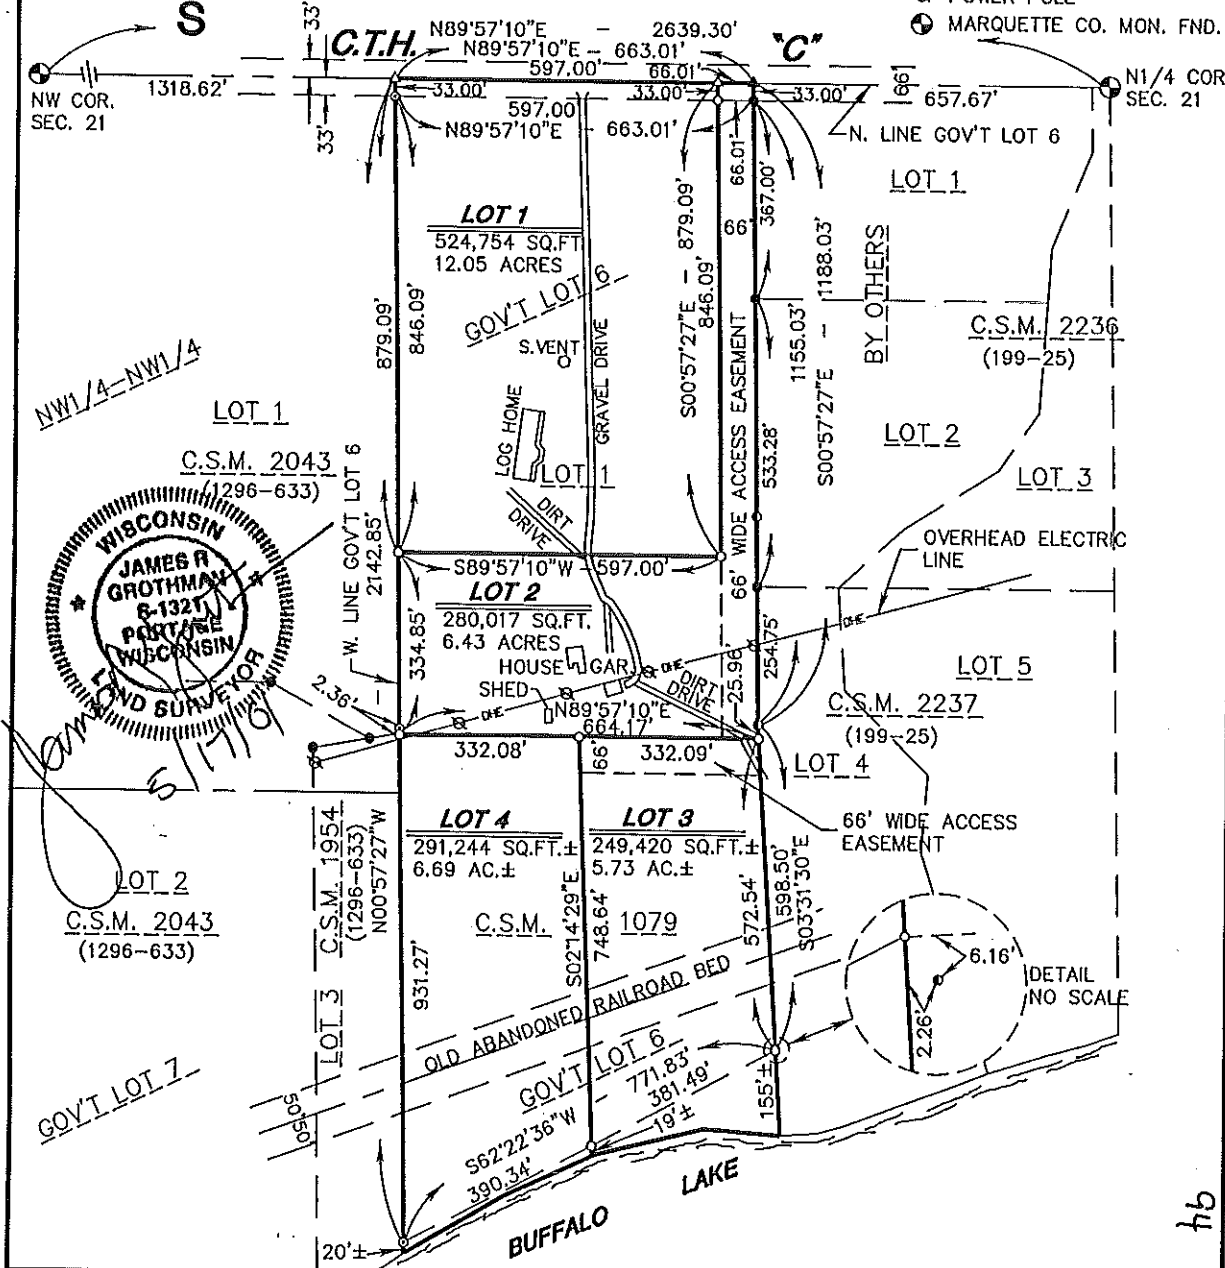 S
POWER POLE
MARQUETTE CO. MON. FND.
33'
C.T.H.
"C"
N89°57'10"E - 2639.30'
N89°57'10"E - 663.01'
597.00'
66.01'
1318.62'
33.00'
33.00'
33.00'
66'
657.67'
NW COR.
SEC. 21
N1/4 COR
SEC. 21
33'
597.00
N89°57'10"E - 663.01'
N. LINE GOV'T LOT 6
LOT 1
524,754 SQ.FT
12.05 ACRES
GOV'T LOT 6
S.VENT
LOG HOME
GRAVEL DRIVE
LOT 1
DIRT
DRIVE
879.09'
846.09'
S00°57'27"E - 879.09'
846.09'
66.01'
66'
66' WIDE ACCESS EASEMENT
367.00'
533.28'
1155.03'
S00°57'27"E - 1188.03'
LOT 1
BY OTHERS
C.S.M. 2236
(199-25)
LOT 2
LOT 3
OVERHEAD ELECTRIC
LINE
NW1/4-NW1/4
LOT 1
C.S.M. 2043
(1296-633)
W. LINE GOV'T LOT 6
2142.85'
WISCONSIN
JAMES R
GROTHMAN
S-1321
PORTAGE
WISCONSIN
LAND SURVEYOR
S89°57'10"W - 597.00'
LOT 2
280,017 SQ.FT.
6.43 ACRES
HOUSE
GAR.
SHED
334.85'
2.36'
OHE
OHE
OHE
OHE
DIRT
DRIVE
25.96'
254.75'
N89°57'10"E
664.17'
332.08'
332.09'
66'
LOT 5
C.S.M. 2237
(199-25)
LOT 4
66' WIDE ACCESS
EASEMENT
LOT 4
291,244 SQ.FT.±
6.69 AC.±
LOT 3
249,420 SQ.FT.±
5.73 AC.±
C.S.M. 1079
LOT 2
C.S.M. 2043
(1296-633)
LOT 3 C.S.M. 1954
(1296-633)
N00°57'27"W
931.27'
S02°14'29"E
748.64'
572.54'
598.50'
S03°31'30"E
6.16'
2.26'
DETAIL
NO SCALE
OLD ABANDONED RAILROAD BED
GOV'T LOT 7
GOV'T LOT 6
50'
50'
S62°22'36"W
771.83'
381.49'
390.34'
19'±
155'±
20'±
BUFFALO LAKE
94